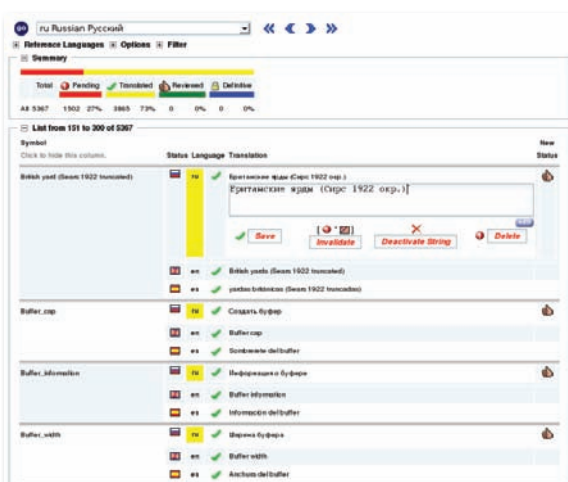 go ru Russian Русский
Reference Languages Options Filter
Summary
Total Pending Translated Reviewed Definitive
All 5367 1502 27% 3865 73% 0 0% 0 0%
List from 151 to 300 of 5367
Symbol New
Click to hide this column. Status Language Translation Status
British yard (Sears 1922 truncated) ru Британские ярды (Сирс 1922 окр.)
Британские ярды (Сирс 1922 окр.)
Save Invalidate Deactivate String Delete
en British yards (Sears 1922 truncated)
es yardas británicas (Sears 1922 truncadas)
Buffer_cap ru Создать буфер
en Buffer cap
es Sombrerete del buffer
Buffer_information ru Информация о буфере
en Buffer information
es Información del buffer
Buffer_width ru Ширина буфера
en Buffer width
es Anchura del buffer